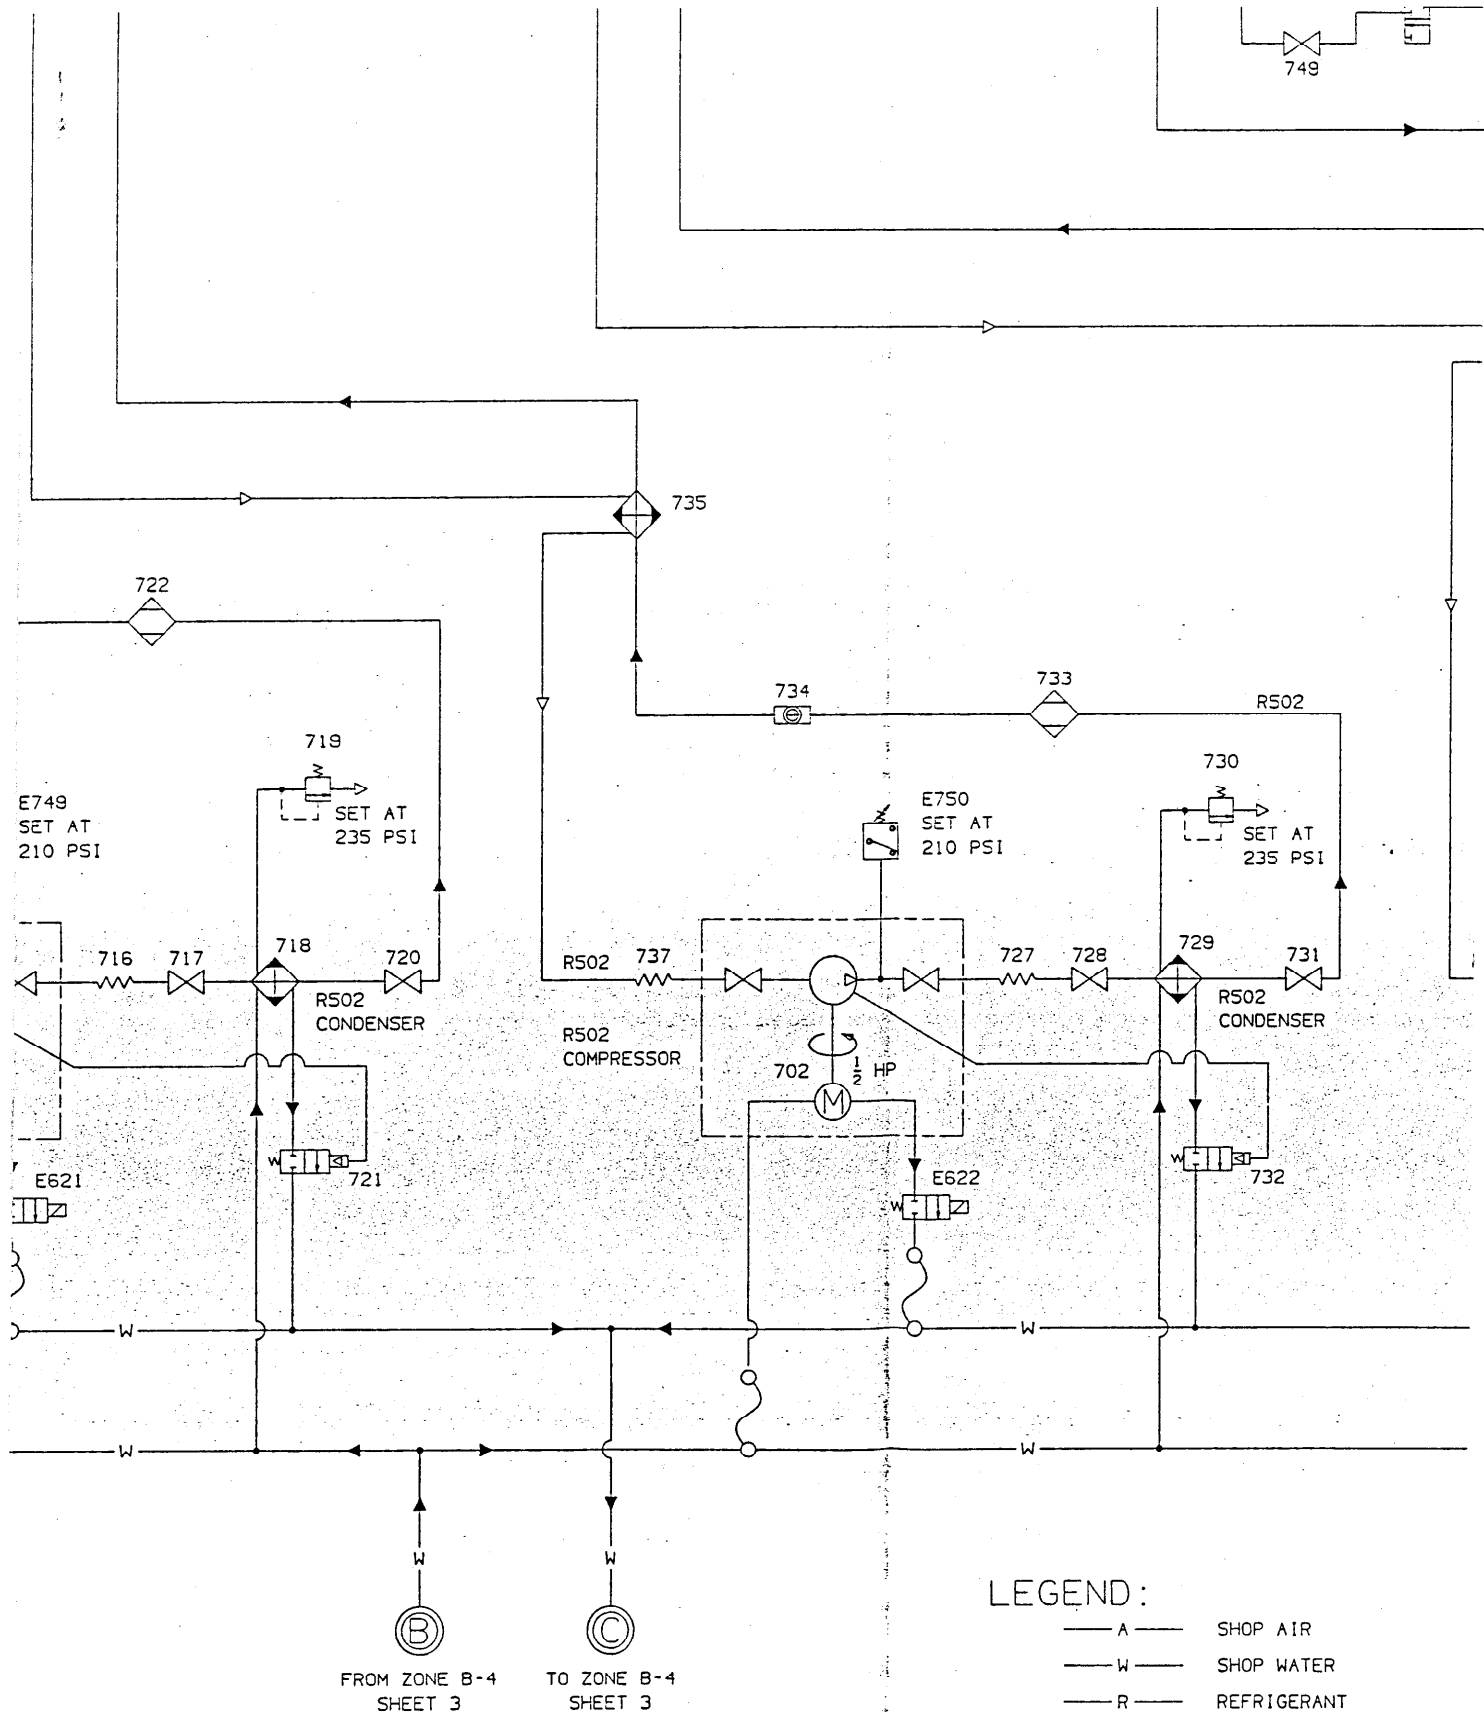 749
735
722
734
733
R502
719
730
E749
SET AT
210 PSI
SET AT
235 PSI
E750
SET AT
210 PSI
SET AT
235 PSI
716
717
718
720
R502
737
727
728
729
731
R502
CONDENSER
R502
COMPRESSOR
R502
CONDENSER
702
1/2 HP
M
E621
721
E622
732
W
W
W
W
W
W
B
C
FROM ZONE B-4
SHEET 3
TO ZONE B-4
SHEET 3
LEGEND:
A SHOP AIR
W SHOP WATER
R REFRIGERANT